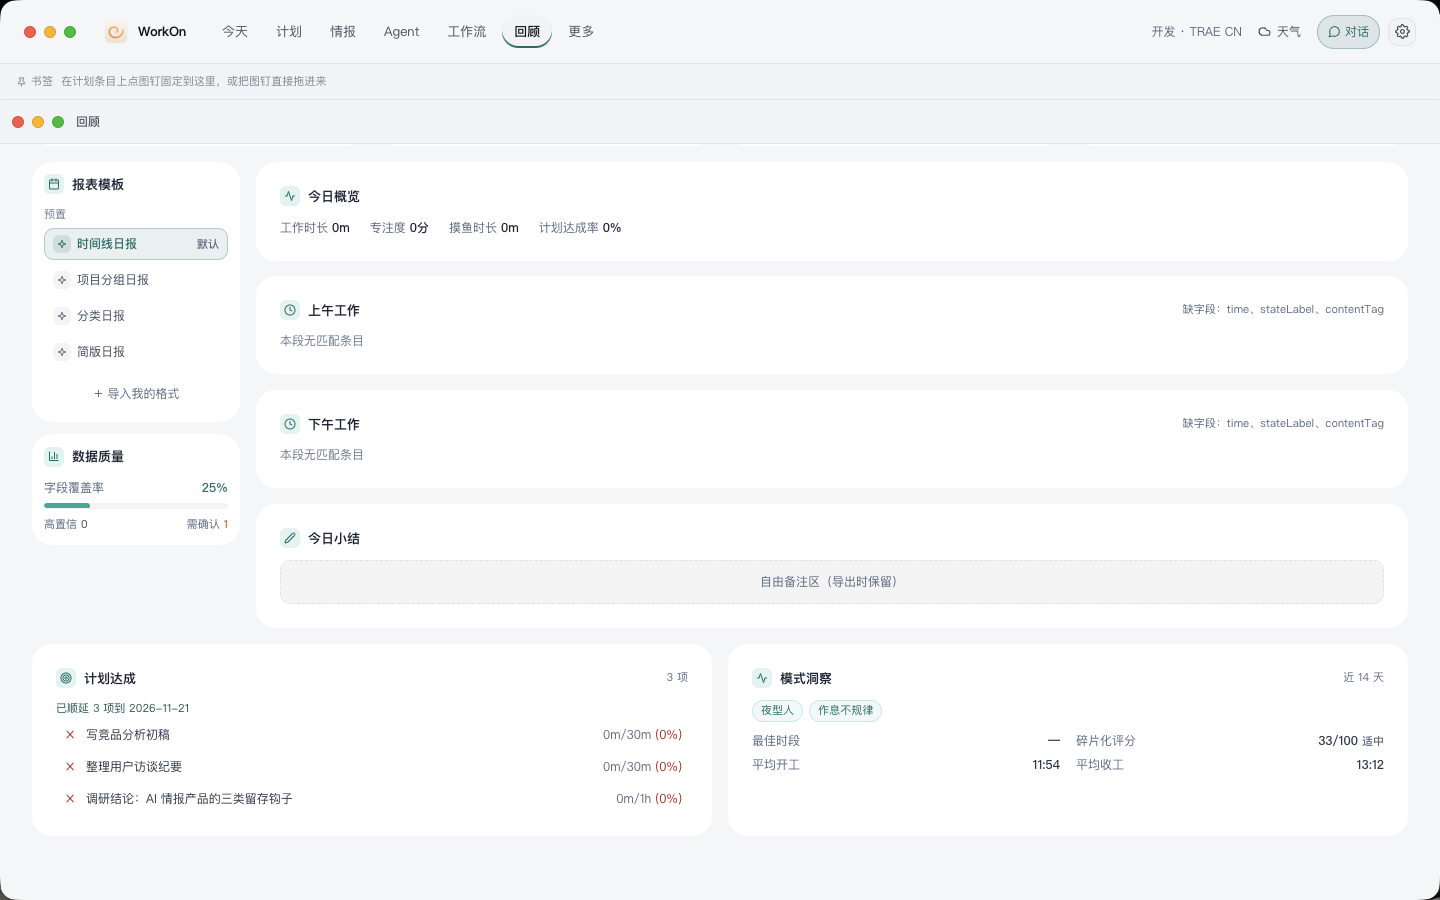 WorkOn 今天 计划 情报 Agent 工作流 回顾 更多 开发 · TRAE CN 天气 对话
书签 在计划条目上点图钉固定到这里，或把图钉直接拖进来
回顾
报表模板
预置
时间线日报 默认
项目分组日报
分类日报
简版日报
+ 导入我的格式
数据质量
字段覆盖率 25%
高置信 0 需确认 1
今日概览
工作时长 0m 专注度 0分 摸鱼时长 0m 计划达成率 0%
上午工作 缺字段：time、stateLabel、contentTag
本段无匹配条目
下午工作 缺字段：time、stateLabel、contentTag
本段无匹配条目
今日小结
自由备注区（导出时保留）
计划达成 3 项
已顺延 3 项到 2026-11-21
写竞品分析初稿 0m/30m (0%)
整理用户访谈纪要 0m/30m (0%)
调研结论：AI 情报产品的三类留存钩子 0m/1h (0%)
模式洞察 近 14 天
夜型人 作息不规律
最佳时段 — 碎片化评分 33/100 适中
平均开工 11:54 平均收工 13:12